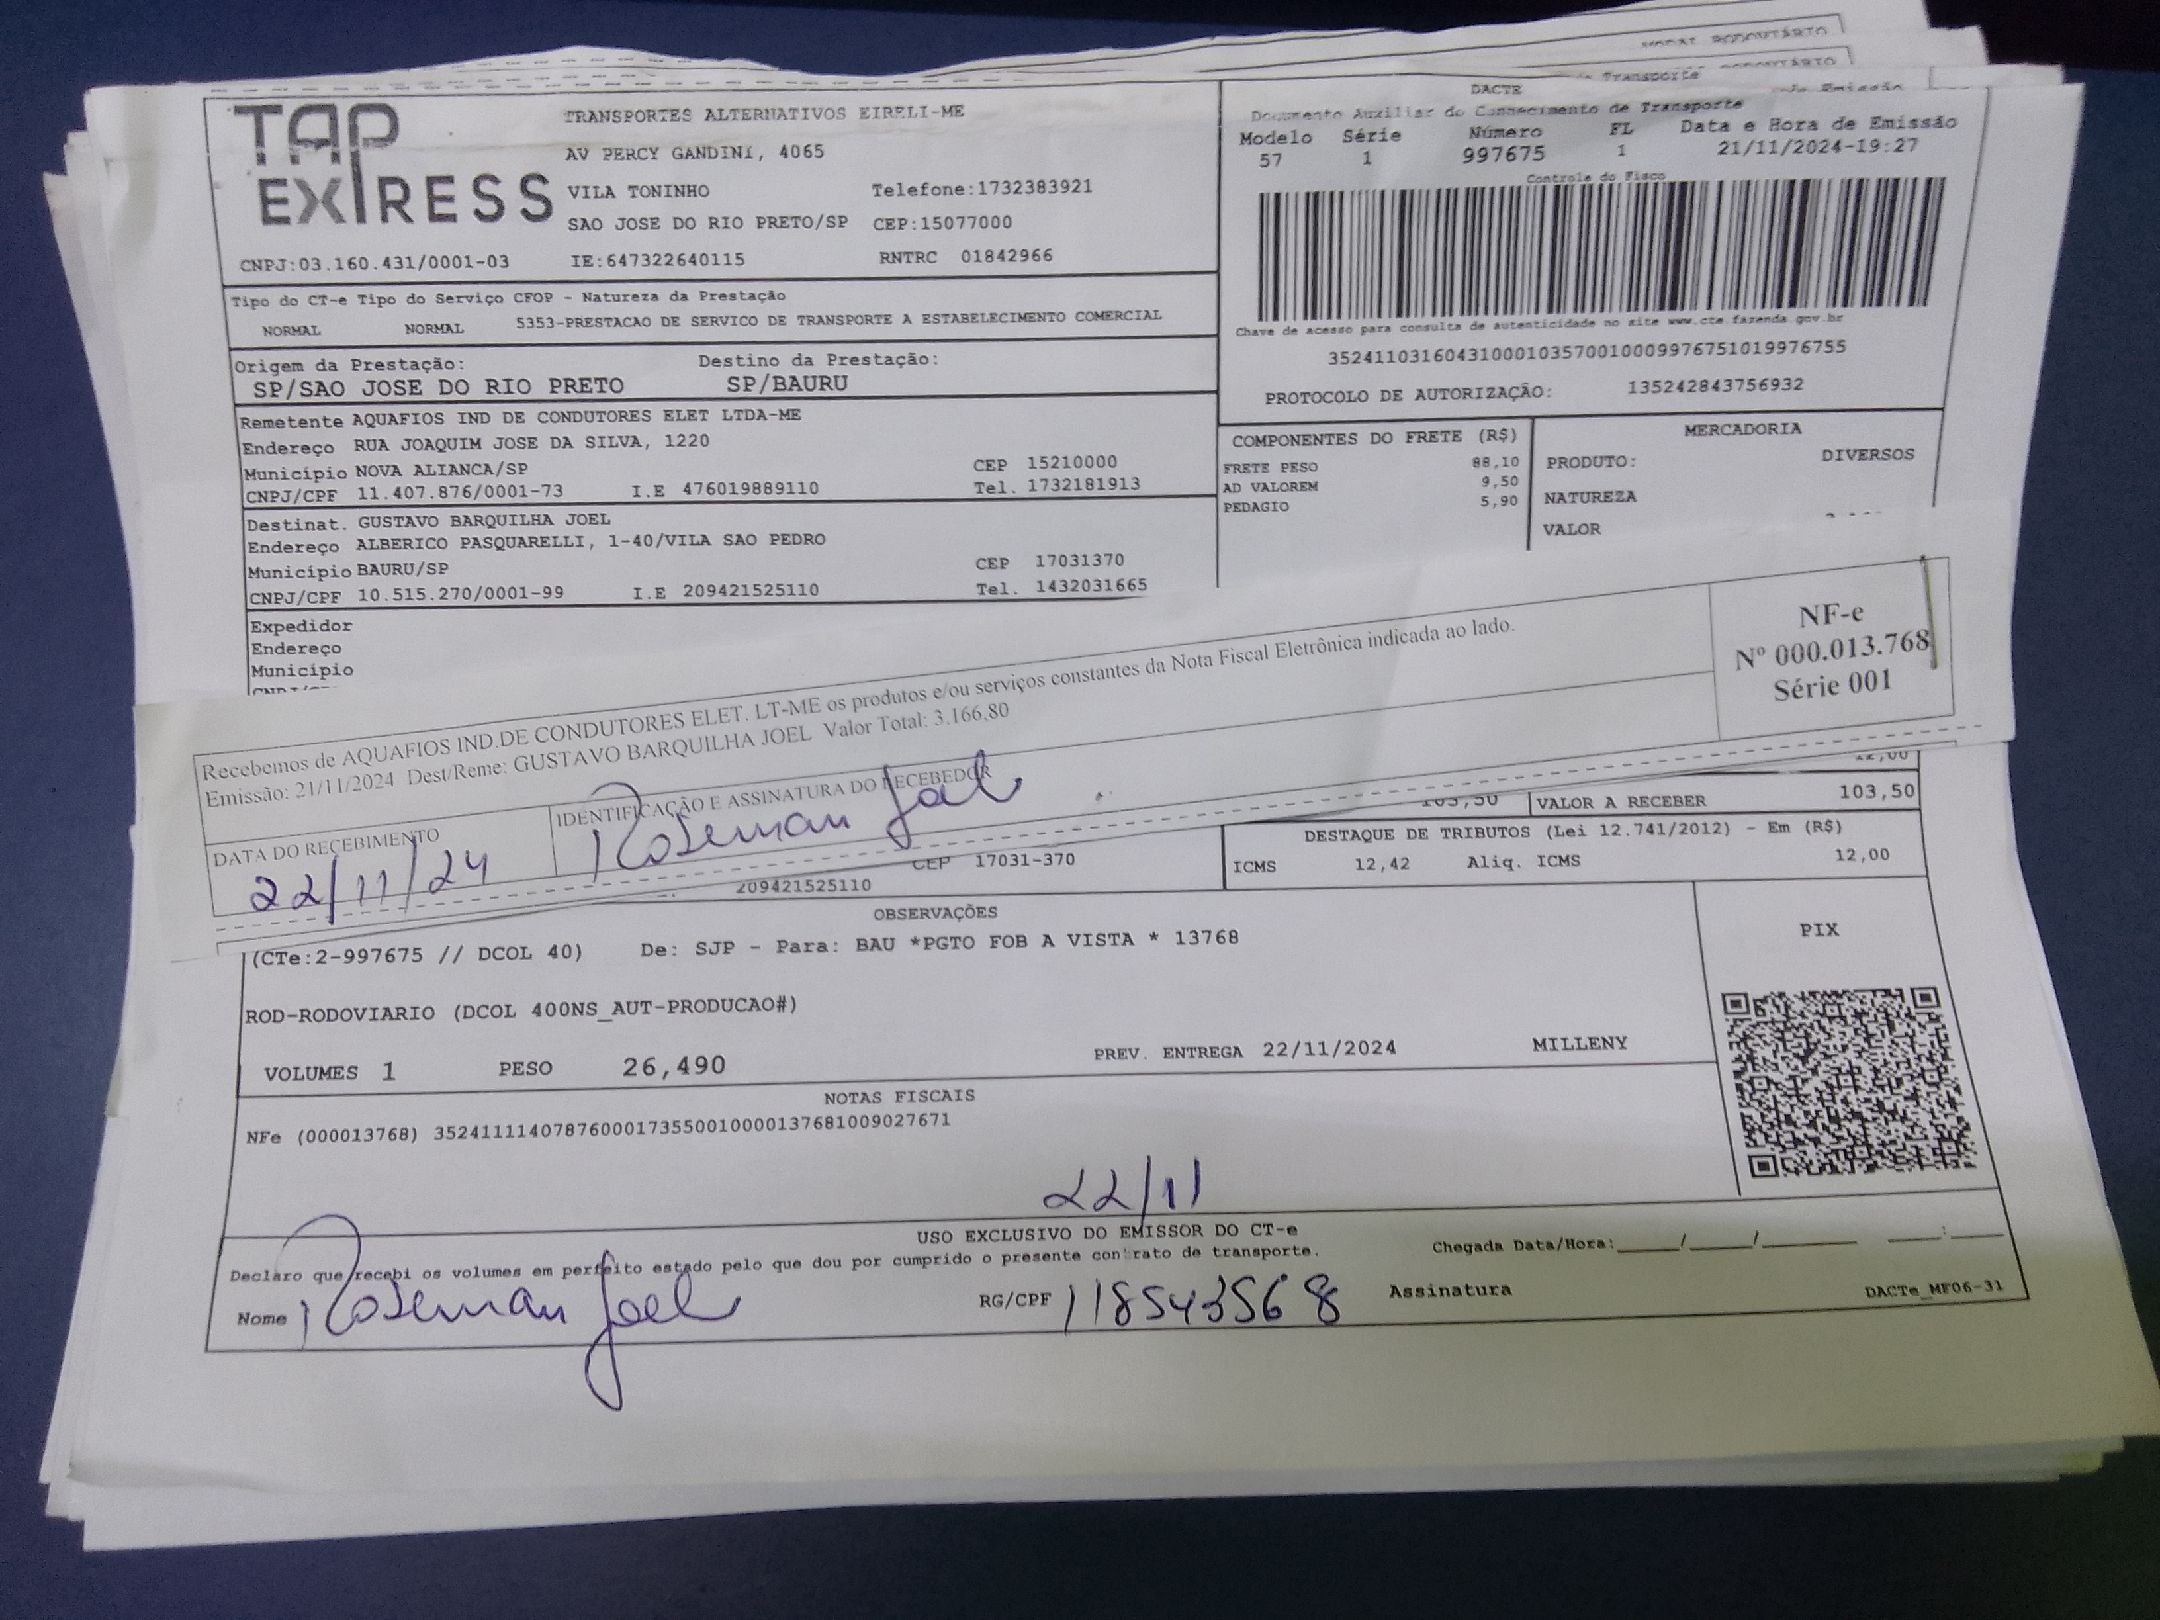 TAP EXPRESS
TRANSPORTES ALTERNATIVOS EIRELI-ME
AV PERCY GANDINI, 4065
VILA TONINHO Telefone:1732383921
SAO JOSE DO RIO PRETO/SP CEP:15077000
CNPJ:03.160.431/0001-03 IE:647322640115 RNTRC 01842966
MODAL RODOVIÁRIO
DACTE
Documento Auxiliar do Conhecimento de Transporte
Modelo Série Número FL Data e Hora de Emissão
57 1 997675 1 21/11/2024-19:27
Controle do Fisco
Chave de acesso para consulta de autenticidade no site www.cte.fazenda.gov.br
35241103160431000103570010009976751019976755
PROTOCOLO DE AUTORIZAÇÃO: 135242843756932
Tipo do CT-e Tipo do Serviço CFOP - Natureza da Prestação
NORMAL NORMAL 5353-PRESTACAO DE SERVICO DE TRANSPORTE A ESTABELECIMENTO COMERCIAL
Origem da Prestação: Destino da Prestação:
SP/SAO JOSE DO RIO PRETO SP/BAURU
Remetente AQUAFIOS IND DE CONDUTORES ELET LTDA-ME
Endereço RUA JOAQUIM JOSE DA SILVA, 1220
Município NOVA ALIANCA/SP CEP 15210000
CNPJ/CPF 11.407.876/0001-73 I.E 476019889110 Tel. 1732181913
COMPONENTES DO FRETE (R$)
FRETE PESO 88,10
AD VALOREM 9,50
PEDAGIO 5,90
MERCADORIA
PRODUTO: DIVERSOS
NATUREZA
VALOR
Destinat. GUSTAVO BARQUILHA JOEL
Endereço ALBERICO PASQUARELLI, 1-40/VILA SAO PEDRO
Município BAURU/SP CEP 17031370
CNPJ/CPF 10.515.270/0001-99 I.E 209421525110 Tel. 1432031665
Expedidor
Endereço
Município
Recebemos de AQUAFIOS IND.DE CONDUTORES ELET. LT-ME os produtos e/ou serviços constantes da Nota Fiscal Eletrônica indicada ao lado.
Emissão: 21/11/2024 Dest/Reme: GUSTAVO BARQUILHA JOEL Valor Total: 3.166,80
NF-e
Nº 000.013.768
Série 001
DATA DO RECEBIMENTO IDENTIFICAÇÃO E ASSINATURA DO RECEBEDOR
22/11/24 Roseman Joel
12,00
103,50 VALOR A RECEBER 103,50
DESTAQUE DE TRIBUTOS (Lei 12.741/2012) - Em (R$)
ICMS 12,42 Aliq. ICMS 12,00
CEP 17031-370
209421525110
OBSERVAÇÕES
(CTe:2-997675 // DCOL 40) De: SJP - Para: BAU *PGTO FOB A VISTA * 13768
PIX
ROD-RODOVIARIO (DCOL 400NS_AUT-PRODUCAO#)
VOLUMES 1 PESO 26,490 PREV. ENTREGA 22/11/2024 MILLENY
NOTAS FISCAIS
NFe (000013768) 35241111407876000173550010000137681009027671
22/11
USO EXCLUSIVO DO EMISSOR DO CT-e
Declaro que recebi os volumes em perfeito estado pelo que dou por cumprido o presente contrato de transporte. Chegada Data/Hora:_____/_____/________ ____:____
Nome Roseman Joel RG/CPF 118543568 Assinatura
DACTe_MF06-31